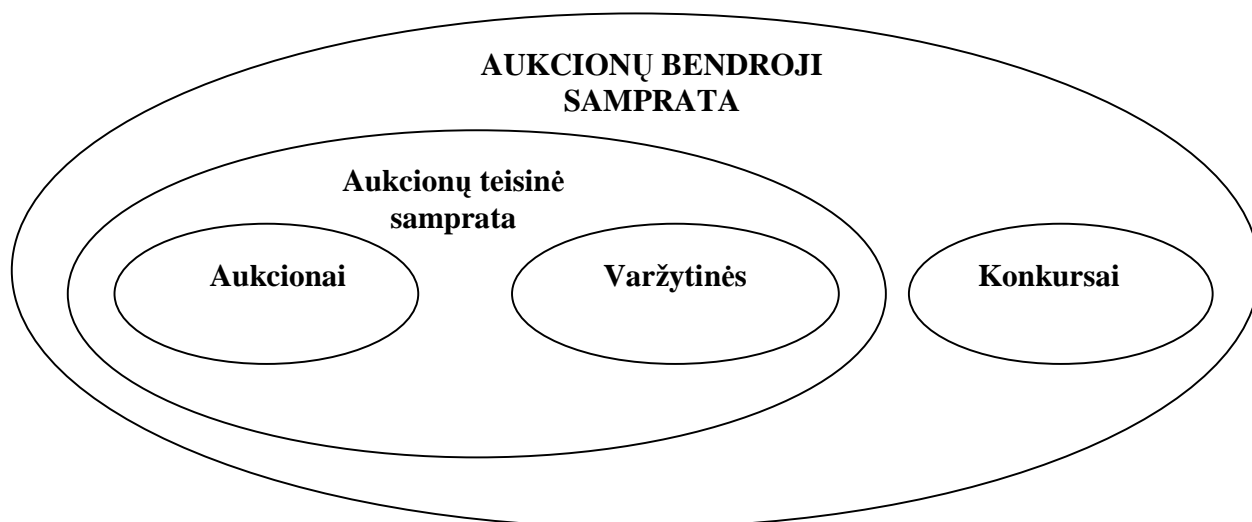 AUKCIONŲ BENDROJI
SAMPRATA
Aukcionų teisinė
samprata
Aukcionai
Varžytinės
Konkursai